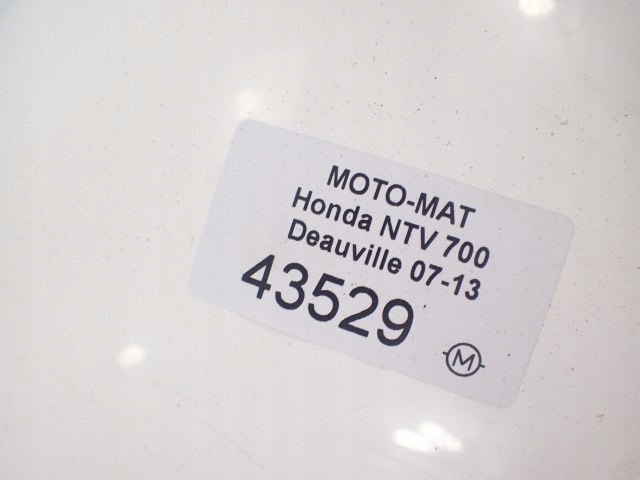 MOTO-MAT
Honda NTV 700
Deauville 07-13
43529
M